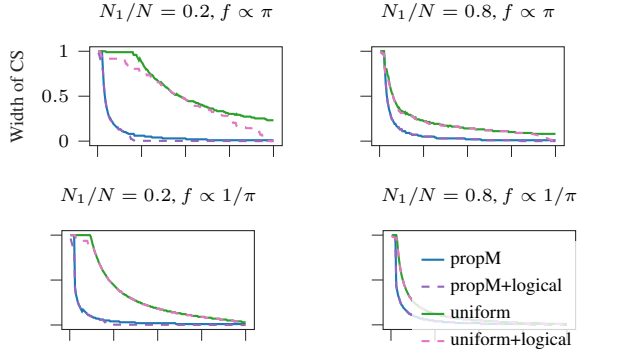 N₁/N = 0.2, f ∝ π
N₁/N = 0.8, f ∝ π
Width of CS
1
0.5
0
N₁/N = 0.2, f ∝ 1/π
N₁/N = 0.8, f ∝ 1/π
propM
propM+logical
uniform
uniform+logical